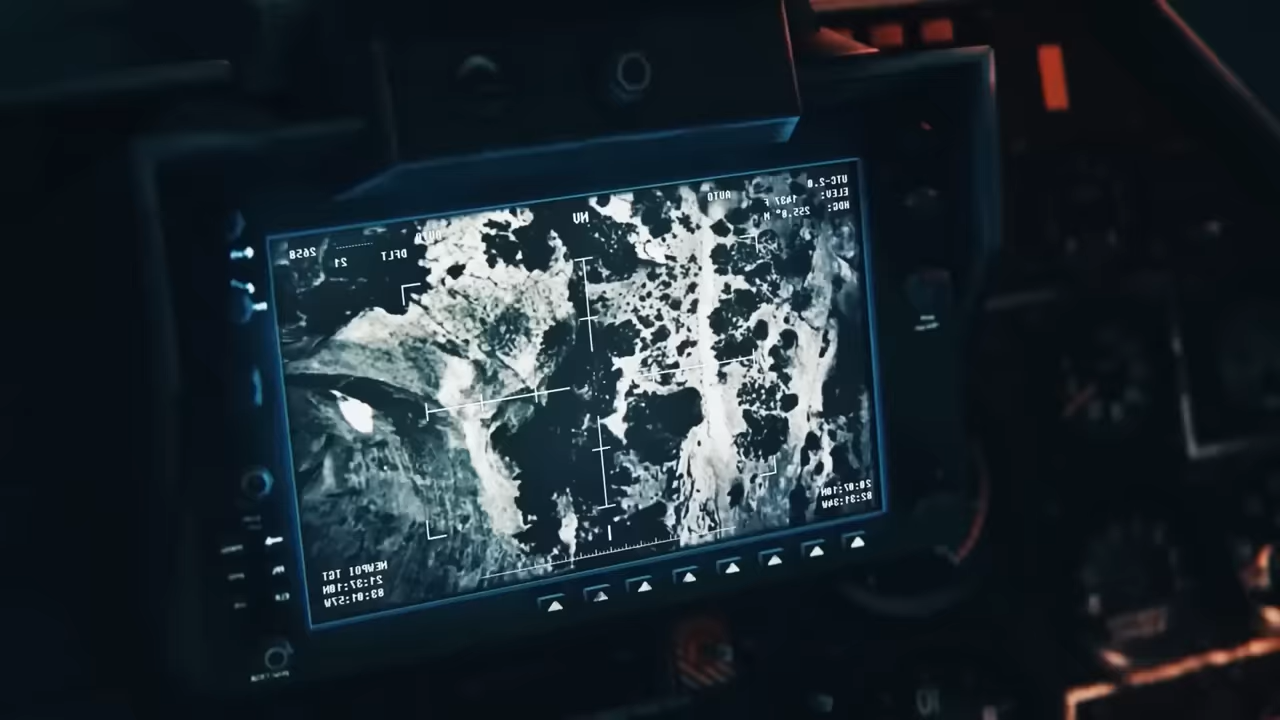 UTC-2.0
ELEV: 1437 F
HDG: 255.0° M
AUTO
2658
DFLT
21
NEWPOI TGT
21:37:10N
83:01:57W
20:07:10N
82:31:34W